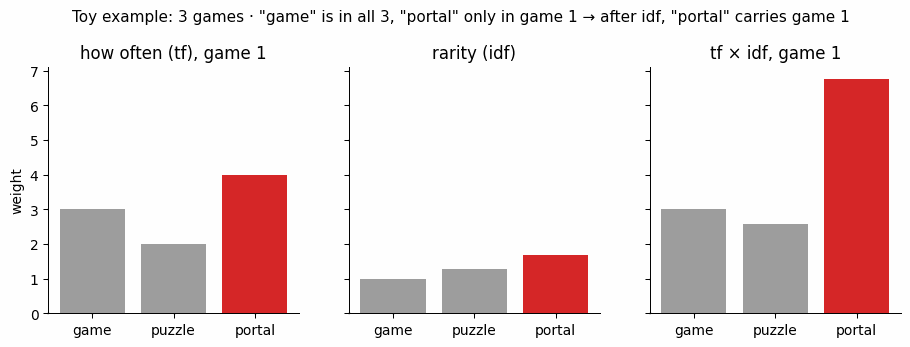 Toy example: 3 games · "game" is in all 3, "portal" only in game 1 → after idf, "portal" carries game 1
how often (tf), game 1
rarity (idf)
tf × idf, game 1
weight
7
6
5
4
3
2
1
0
game puzzle portal
game puzzle portal
game puzzle portal